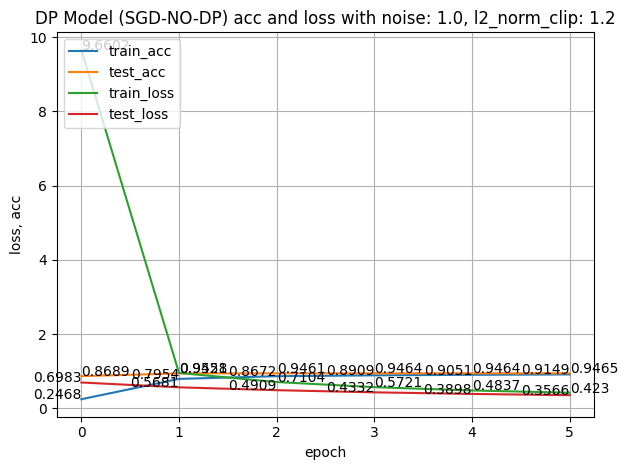 DP Model (SGD-NO-DP) acc and loss with noise: 1.0, l2_norm_clip: 1.2
10
9.6602
train_acc
test_acc
train_loss
test_loss
8
6
4
2
0
loss, acc
0.2468 0.7954 0.8672 0.8909 0.9051 0.9149
0.8689 0.9461 0.9464 0.9464 0.9465
0.7104 0.5721 0.4837 0.423
0.6983 0.5681 0.4909 0.4332 0.3898 0.3566
0 1 2 3 4 5
epoch